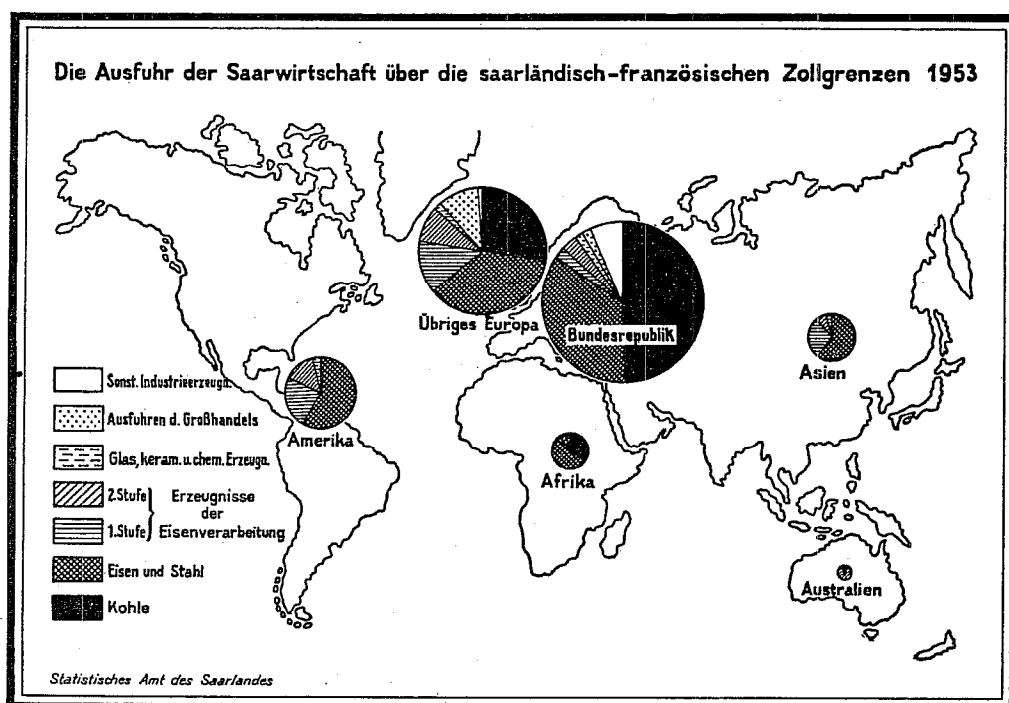 Die Ausfuhr der Saarwirtschaft über die saarländisch-französischen Zollgrenzen 1953
Übriges Europa
Bundesrepublik
Asien
Amerika
Afrika
Australien
Sonst. Industrieerzeug.
Ausfuhren d. Großhandels
Glas, keram. u. chem. Erzeug.
2.Stufe
1.Stufe
Erzeugnisse
der
Eisenverarbeitung
Eisen und Stahl
Kohle
Statistisches Amt des Saarlandes